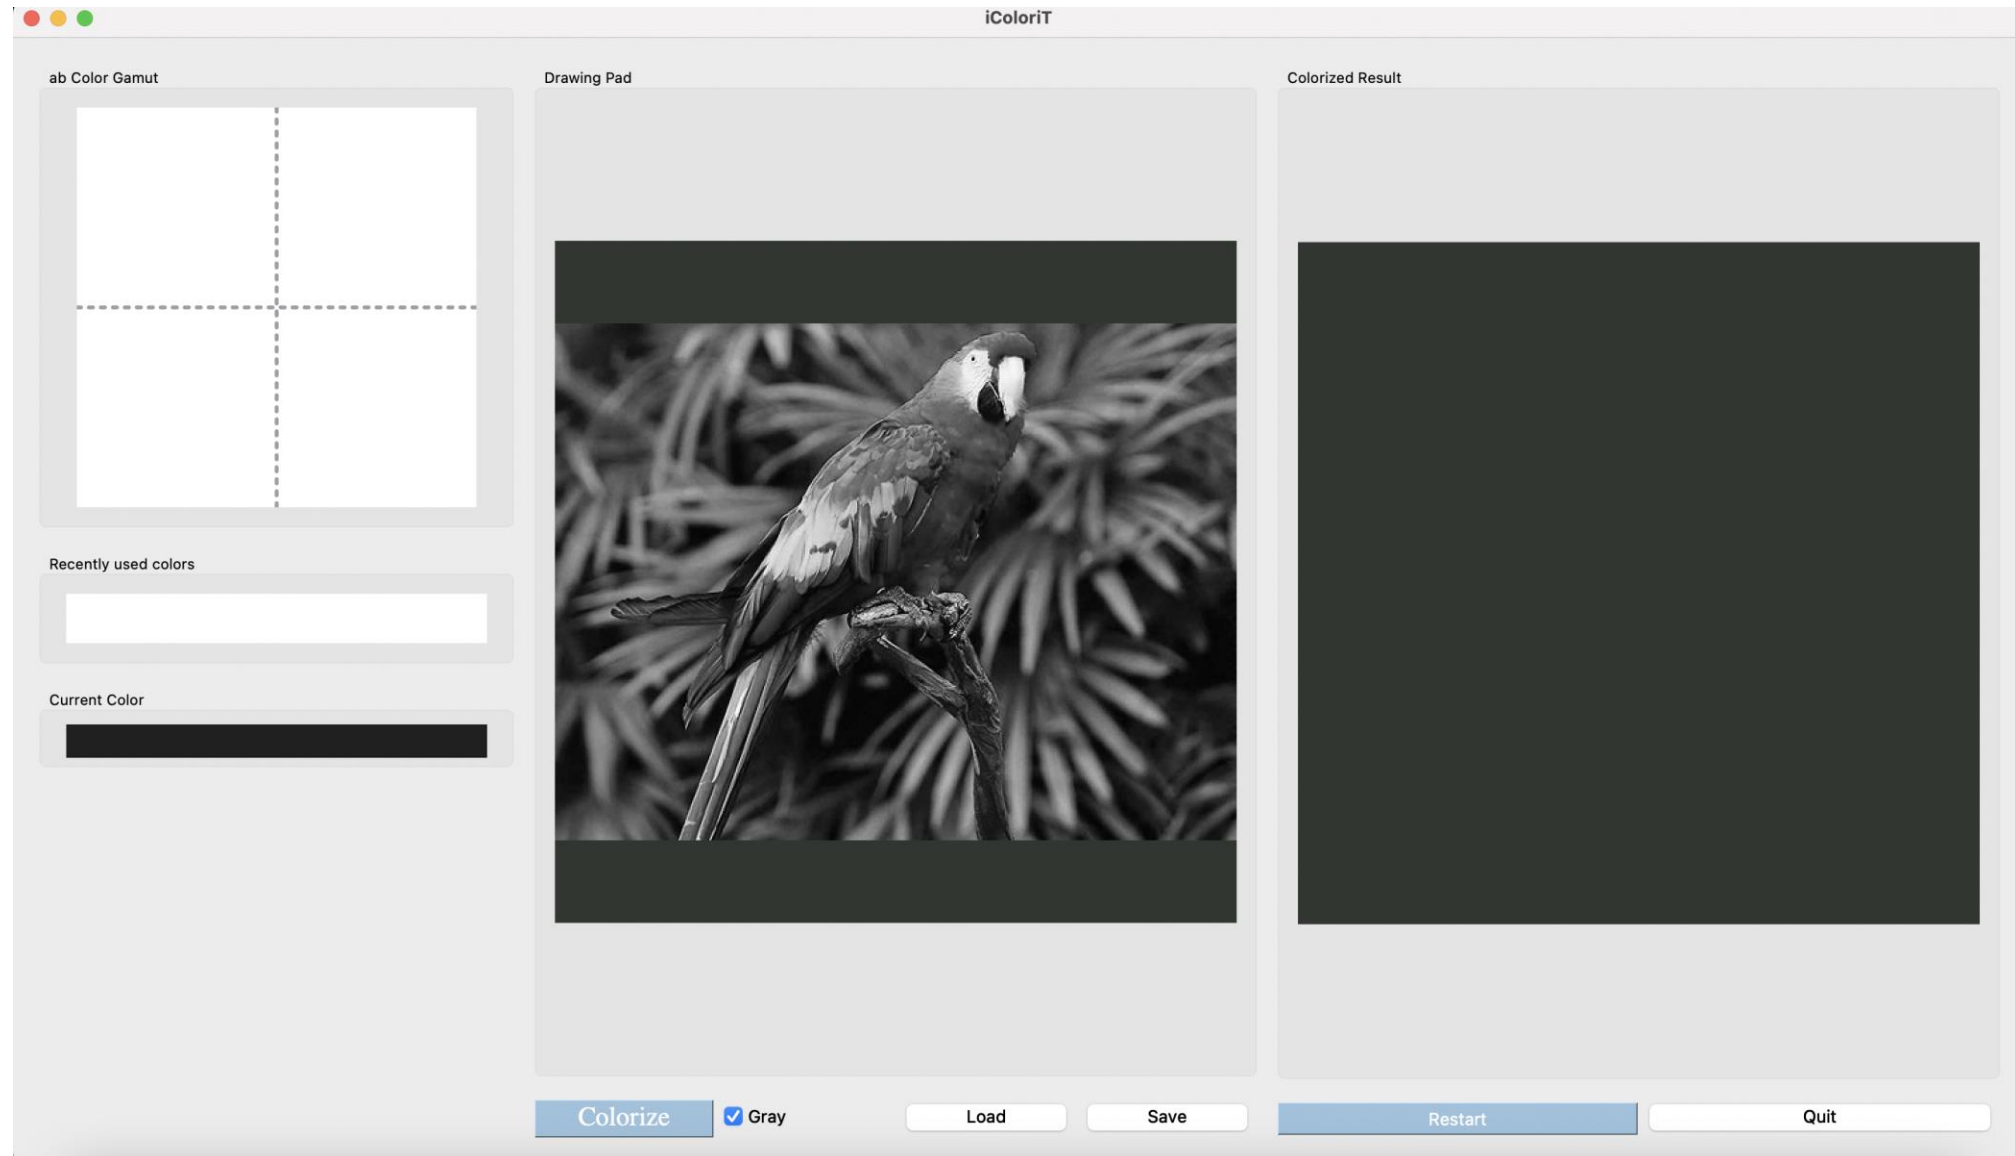 iColoriT
ab Color Gamut
Drawing Pad
Colorized Result
Recently used colors
Current Color
Colorize
Gray
Load
Save
Restart
Quit